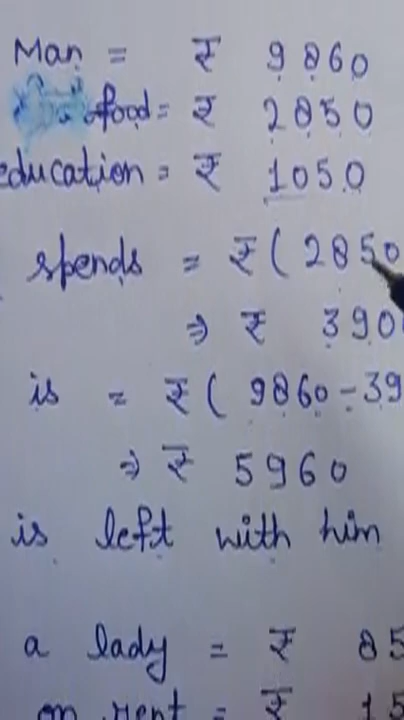 Man = ₹ 9860
food = ₹ 2850
education = ₹ 1050
spends = ₹ ( 2850
⇒ ₹ 390
is = ₹ ( 9860 - 39
⇒ ₹ 5960
is left with him
a lady = ₹ 85
on rent = ₹ 15